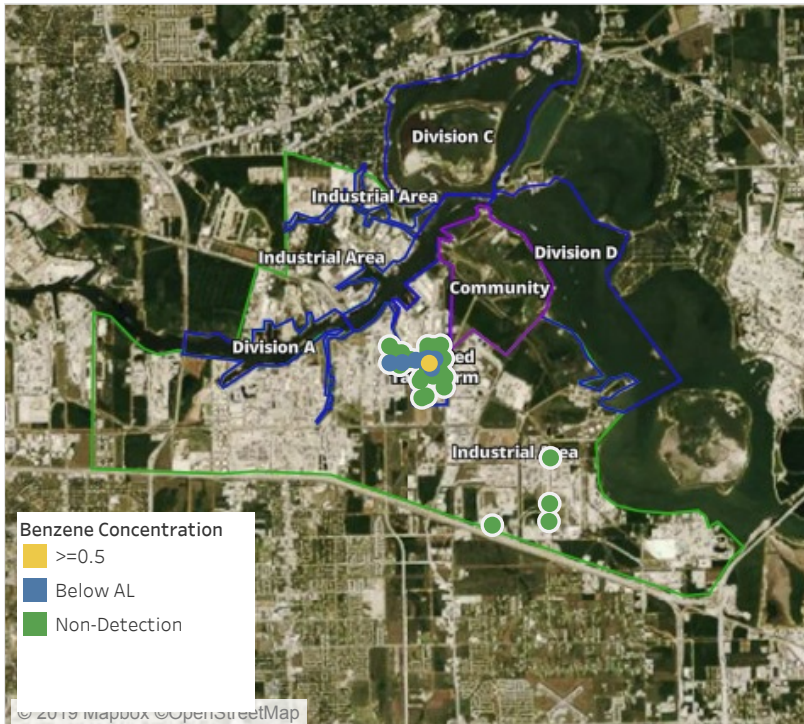 Division C
Industrial Area
Division D
Industrial Area
Community
Division A
Industrial
Benzene Concentration
>=0.5
Below AL
Non-Detection
© 2019 Mapbox ©OpenStreetMap